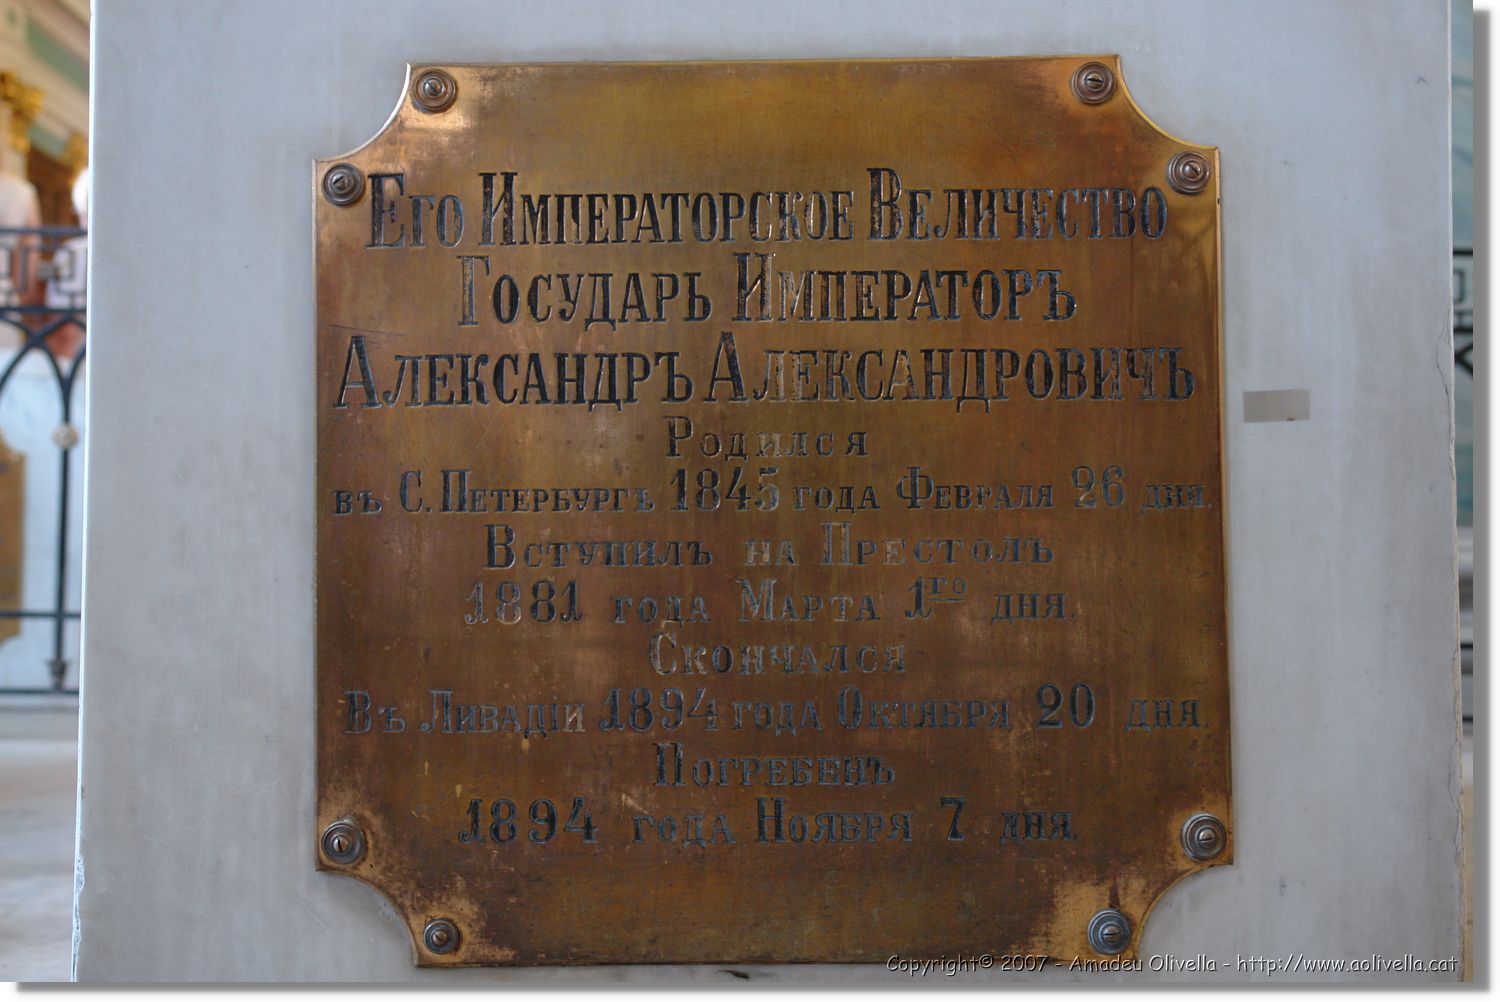 Его Императорское Величество
Государь Императоръ
Александръ Александровичъ
Родился
въ С. Петербургѣ 1845 года Февраля 26 дня.
Вступилъ на Престолъ
1881 года Марта 1го дня.
Скончался
Въ Ливадіи 1894 года Октября 20 дня.
Погребенъ
1894 года Ноября 7 дня.
Copyright © 2007 - Amadeu Olivella - http://www.aolivella.cat